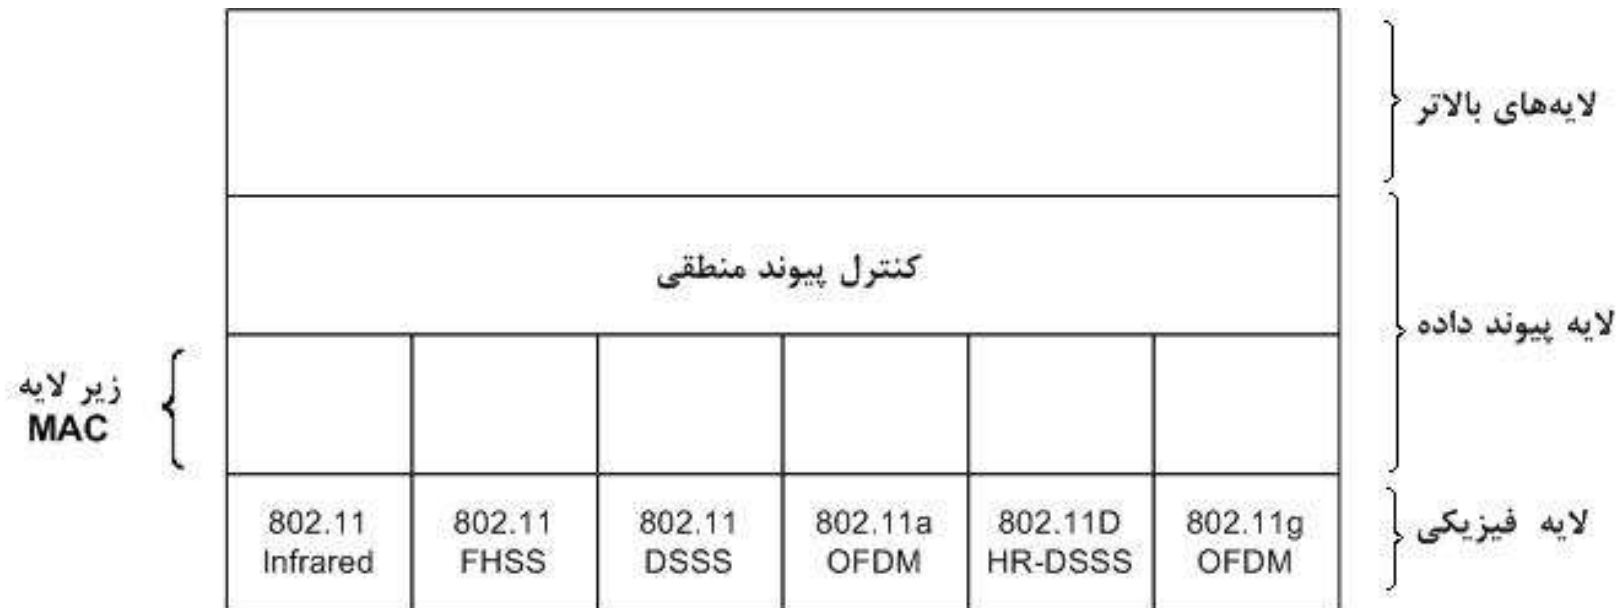 لایه‌های بالاتر
کنترل پیوند منطقی
لایه پیوند داده
زیر لایه
MAC
802.11
Infrared
802.11
FHSS
802.11
DSSS
802.11a
OFDM
802.11D
HR-DSSS
802.11g
OFDM
لایه فیزیکی